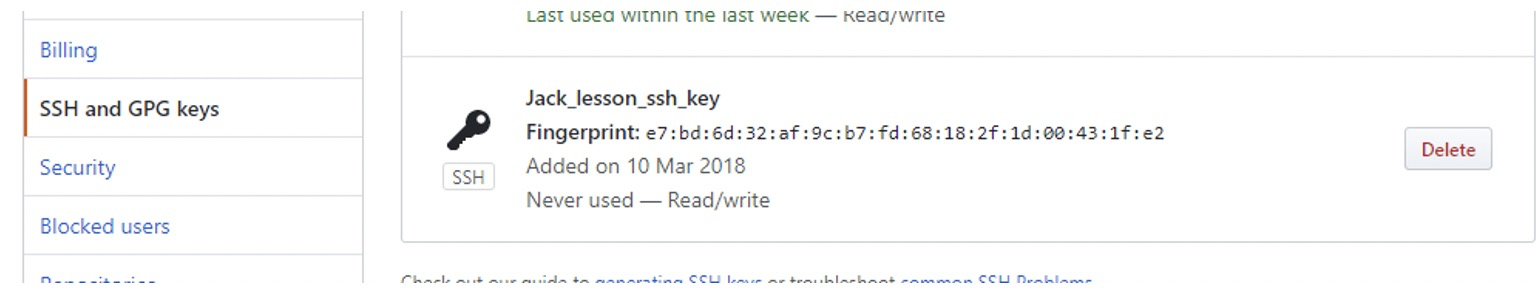 Billing
SSH and GPG keys
Security
Blocked users
Repositories
Last used within the last week — Read/write
Jack_lesson_ssh_key
Fingerprint: e7:bd:6d:32:af:9c:b7:fd:68:18:2f:1d:00:43:1f:e2
SSH
Added on 10 Mar 2018
Never used — Read/write
Delete
Check out our guide to generating SSH keys or troubleshoot common SSH Problems.